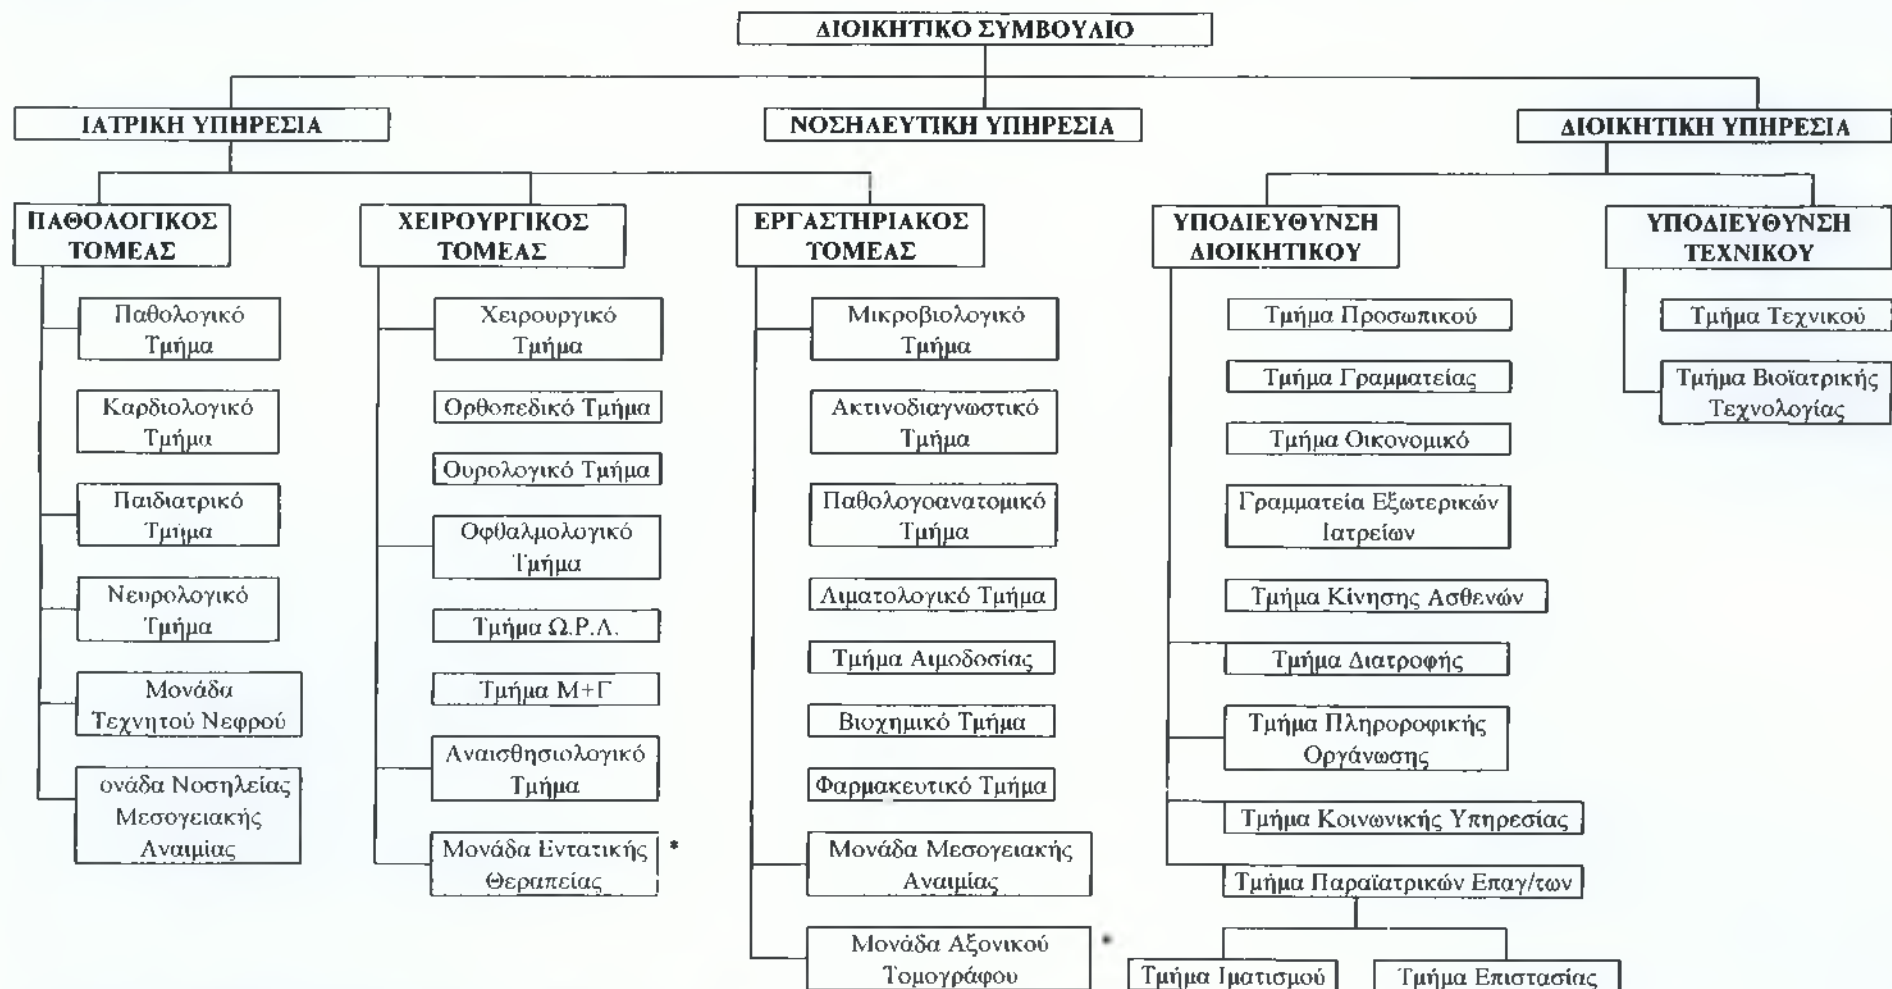 ΔΙΟΙΚΗΤΙΚΟ ΣΥΜΒΟΥΛΙΟ
ΙΑΤΡΙΚΗ ΥΠΗΡΕΣΙΑ
ΝΟΣΗΛΕΥΤΙΚΗ ΥΠΗΡΕΣΙΑ
ΔΙΟΙΚΗΤΙΚΗ ΥΠΗΡΕΣΙΑ
ΠΑΘΟΛΟΓΙΚΟΣ
ΤΟΜΕΑΣ
Παθολογικό
Τμήμα
Καρδιολογικό
Τμήμα
Παιδιατρικό
Τμήμα
Νευρολογικό
Τμήμα
Μονάδα
Τεχνητού Νεφρού
ονάδα Νοσηλείας
Μεσογειακής
Αναιμίας
ΧΕΙΡΟΥΡΓΙΚΟΣ
ΤΟΜΕΑΣ
Χειρουργικό
Τμήμα
Ορθοπεδικό Τμήμα
Ουρολογικό Τμήμα
Οφθαλμολογικό
Τμήμα
Τμήμα Ω.Ρ.Λ.
Τμήμα Μ+Γ
Αναισθησιολογικό
Τμήμα
Μονάδα Εντατικής *
Θεραπείας
ΕΡΓΑΣΤΗΡΙΑΚΟΣ
ΤΟΜΕΑΣ
Μικροβιολογικό
Τμήμα
Ακτινοδιαγνωστικό
Τμήμα
Παθολογοανατομικό
Τμήμα
Αιματολογικό Τμήμα
Τμήμα Αιμοδοσίας
Βιοχημικό Τμήμα
Φαρμακευτικό Τμήμα
Μονάδα Μεσογειακής
Αναιμίας
Μονάδα Αξονικού *
Τομογράφου
ΥΠΟΔΙΕΥΘΥΝΣΗ
ΔΙΟΙΚΗΤΙΚΟΥ
Τμήμα Προσωπικού
Τμήμα Γραμματείας
Τμήμα Οικονομικό
Γραμματεία Εξωτερικών
Ιατρείων
Τμήμα Κίνησης Ασθενών
Τμήμα Διατροφής
Τμήμα Πληροροφικής
Οργάνωσης
Τμήμα Κοινωνικής Υπηρεσίας
Τμήμα Παραϊατρικών Επαγ/των
Τμήμα Ιματισμού
Τμήμα Επιστασίας
ΥΠΟΔΙΕΥΘΥΝΣΗ
ΤΕΧΝΙΚΟΥ
Τμήμα Τεχνικού
Τμήμα Βιοϊατρικής
Τεχνολογίας